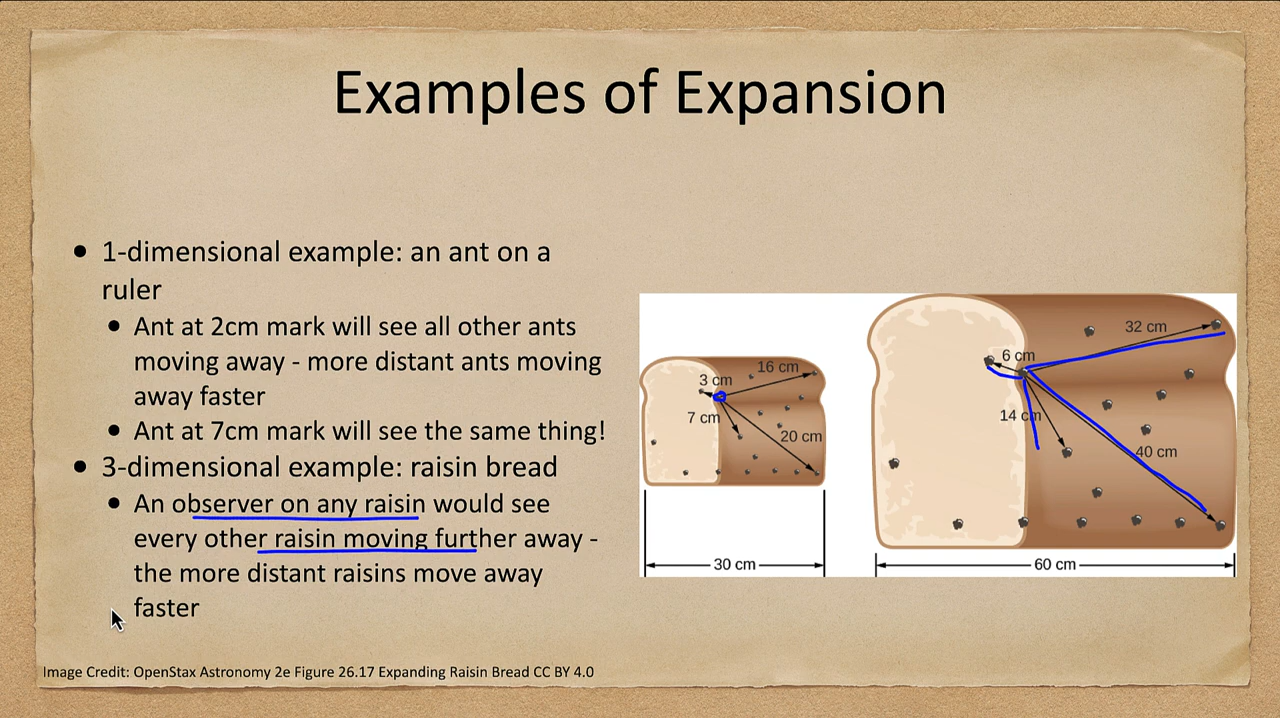 Examples of Expansion
• 1-dimensional example: an ant on a
ruler
• Ant at 2cm mark will see all other ants
moving away - more distant ants moving
away faster
• Ant at 7cm mark will see the same thing!
• 3-dimensional example: raisin bread
• An observer on any raisin would see
every other raisin moving further away -
the more distant raisins move away
faster
3 cm
16 cm
7 cm
20 cm
30 cm
6 cm
32 cm
14 cm
40 cm
60 cm
Image Credit: OpenStax Astronomy 2e Figure 26.17 Expanding Raisin Bread CC BY 4.0